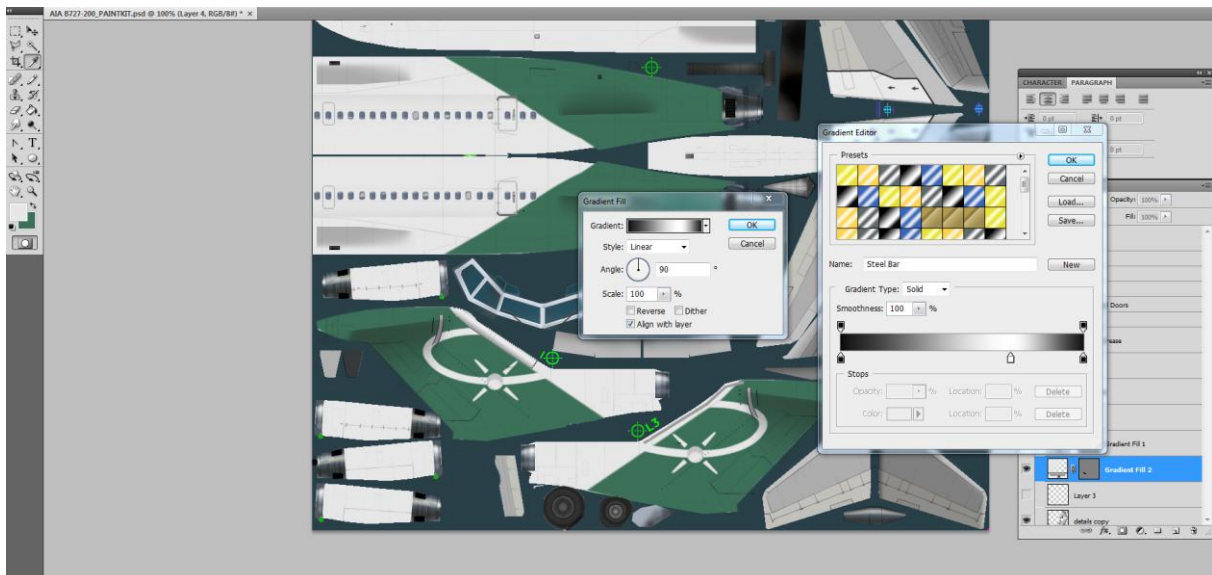 AIA B727-200_PAINTKIT.psd @ 100% (Layer 4, RGB/8#) * ×
CHARACTER PARAGRAPH
0 pt 0 pt
0 pt
Gradient Editor
Presets
OK
Cancel
Load...
Save...
Opacity: 100%
Fill: 100%
Gradient Fill
Gradient:
OK
Style: Linear
Cancel
Angle: 90 °
Scale: 100 %
Reverse Dither
Align with layer
Name: Steel Bar
New
Gradient Type: Solid
Smoothness: 100 %
Doors
Stops
Opacity: % Location: % Delete
Color: Location: % Delete
L3
Gradient Fill 1
Gradient Fill 2
Layer 3
details copy